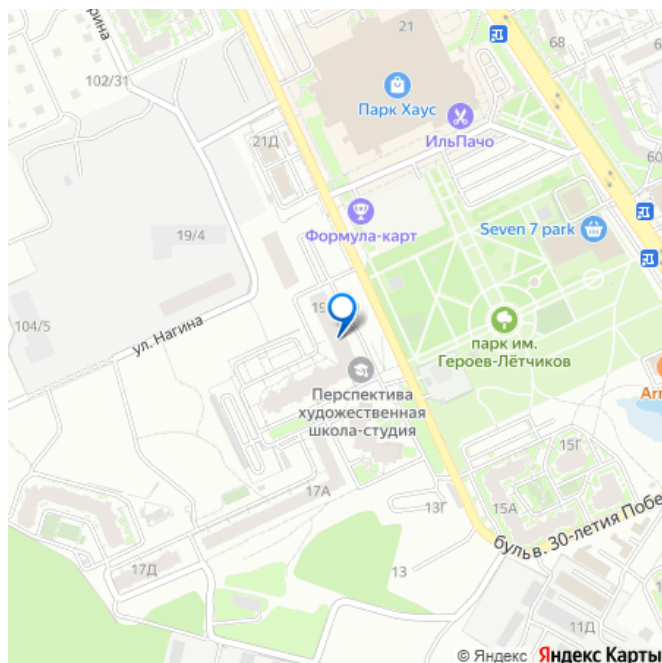 21
68
102/31
Парк Хаус
ИльПачо
21Д
60
19/4
Формула-карт
Seven 7 park
19
104/5
ул. Нагина
парк им.
Героев-Лётчиков
Перспектива
художественная
школа-студия
15Г
17А
13Г
15А
бульв. 30-летия Побе
17Д
13
11Д
© Яндекс Яндекс Карты